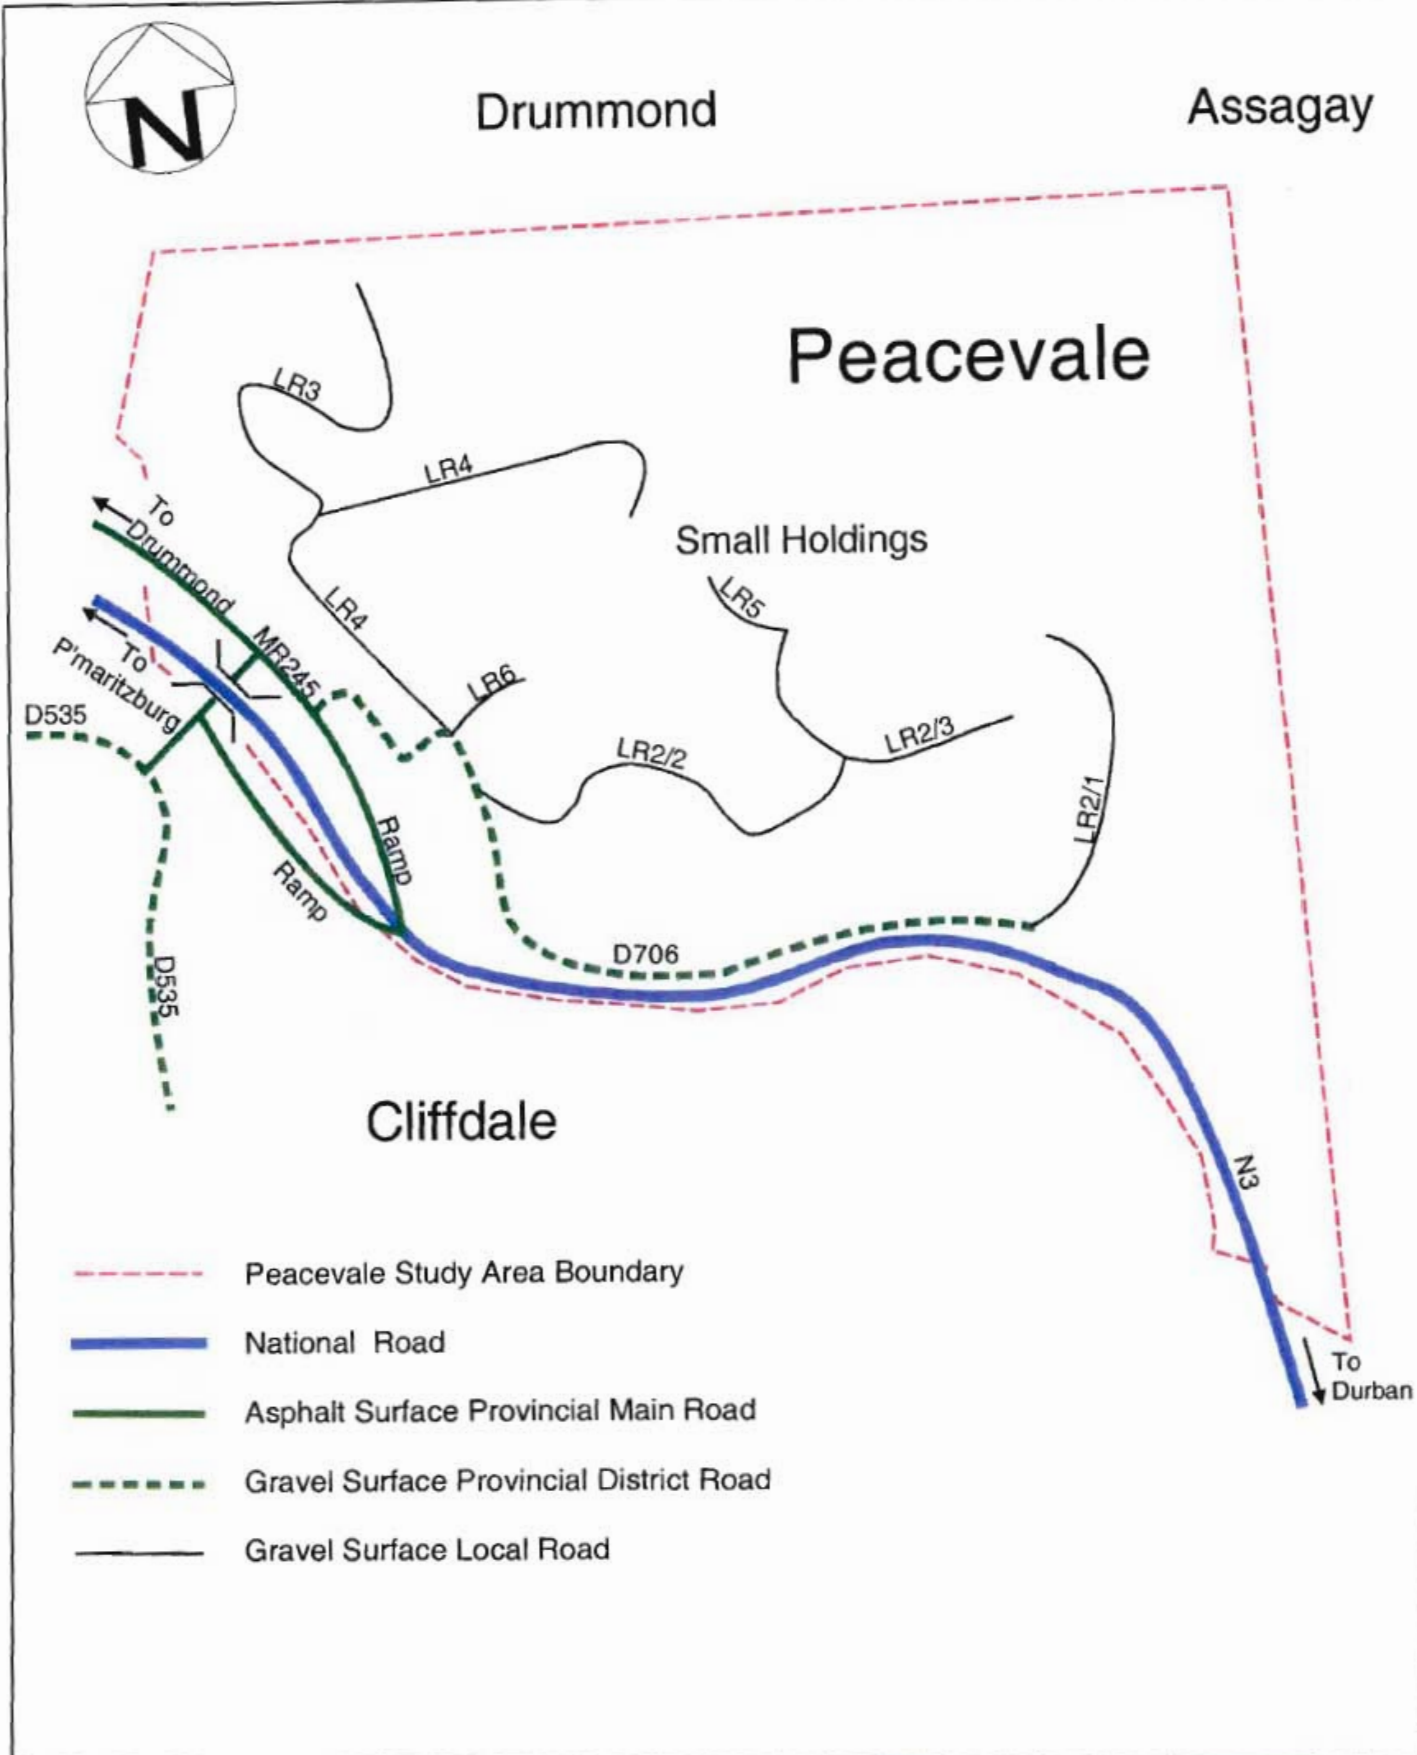 N
Drummond
Assagay
Peacevale
LR3
LR4
Small Holdings
To
Drummond
LR5
LR4
To
P'maritzburg
MR245
LR6
D535
LR2/2
LR2/3
LR2/1
Ramp
Ramp
D706
D535
Cliffdale
N3
Peacevale Study Area Boundary
National Road
To
Durban
Asphalt Surface Provincial Main Road
Gravel Surface Provincial District Road
Gravel Surface Local Road